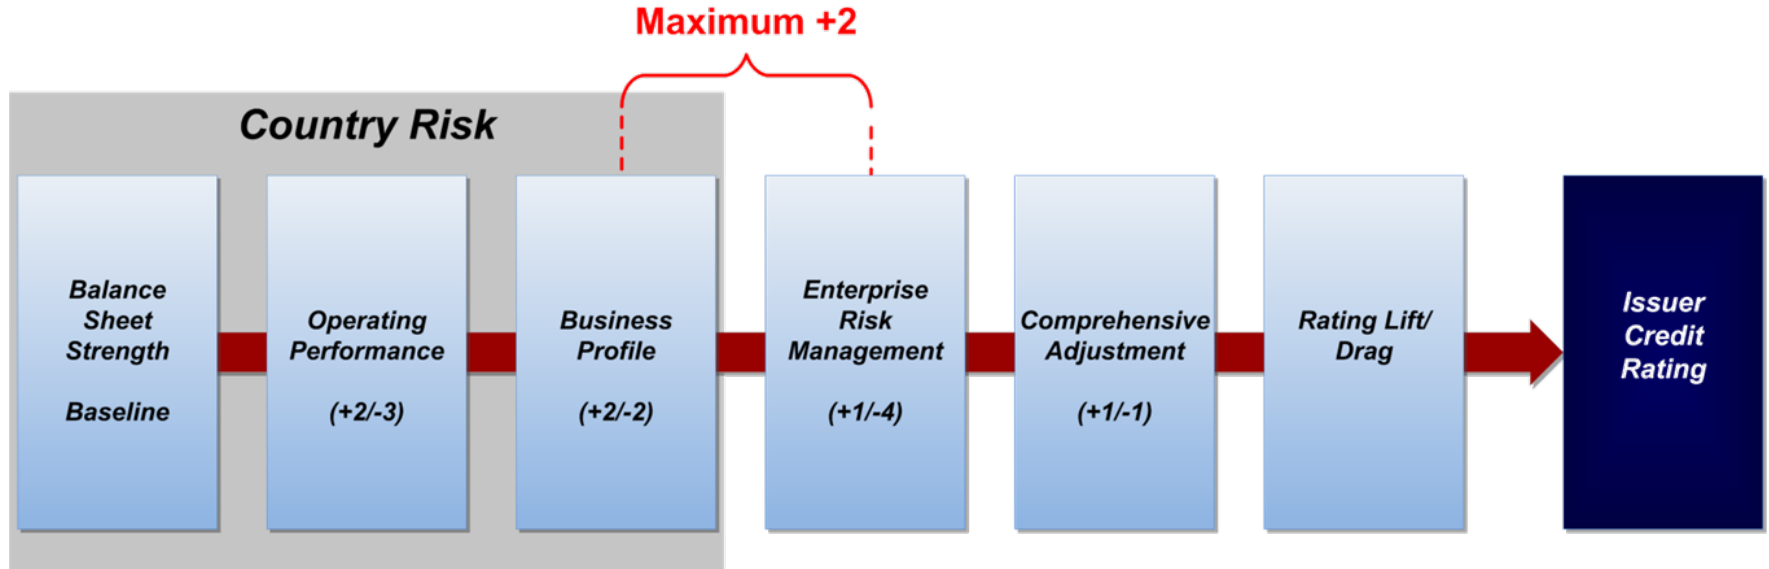 Maximum +2
Country Risk
Balance
Sheet
Strength
Baseline
Operating
Performance
(+2/-3)
Business
Profile
(+2/-2)
Enterprise
Risk
Management
(+1/-4)
Comprehensive
Adjustment
(+1/-1)
Rating Lift/
Drag
Issuer
Credit
Rating